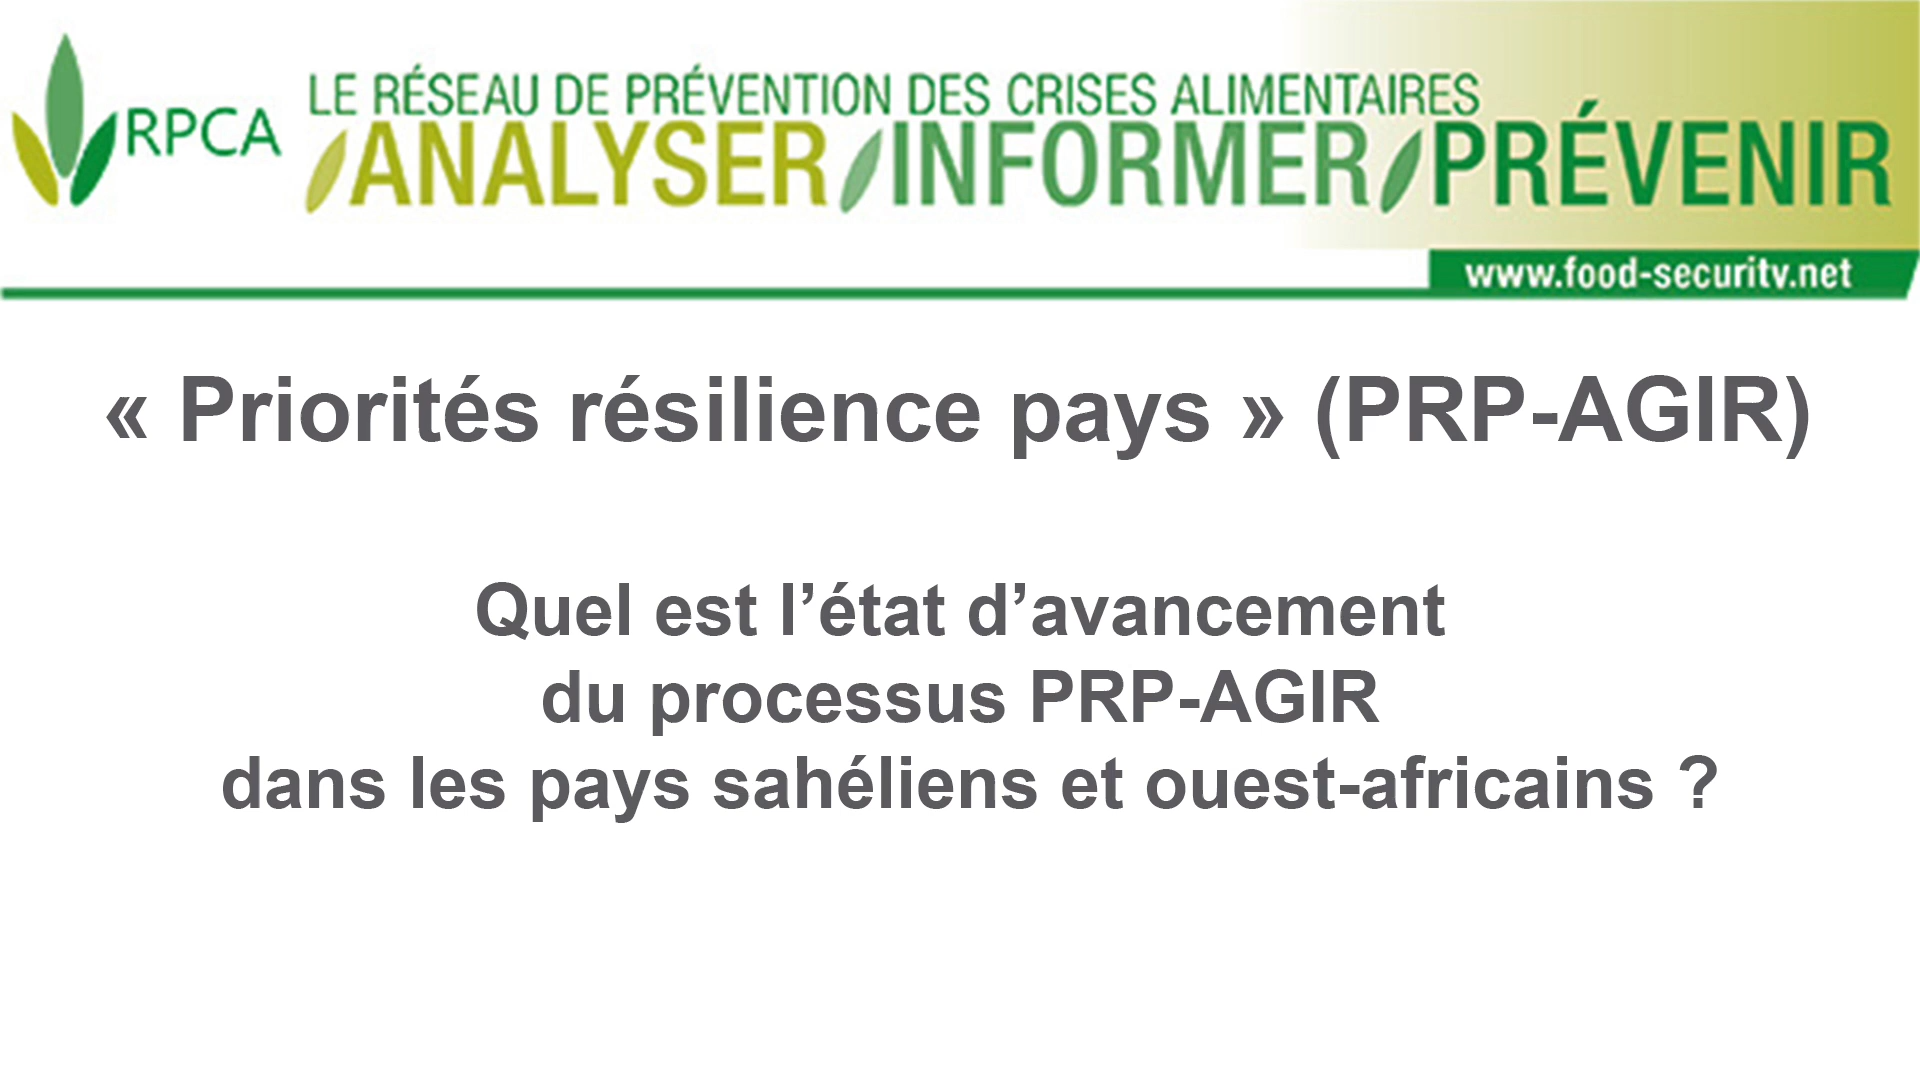 RPCA
LE RÉSEAU DE PRÉVENTION DES CRISES ALIMENTAIRES
/ANALYSER/INFORMER/PRÉVENIR
www.food-security.net
« Priorités résilience pays » (PRP-AGIR)
Quel est l’état d’avancement
du processus PRP-AGIR
dans les pays sahéliens et ouest-africains ?